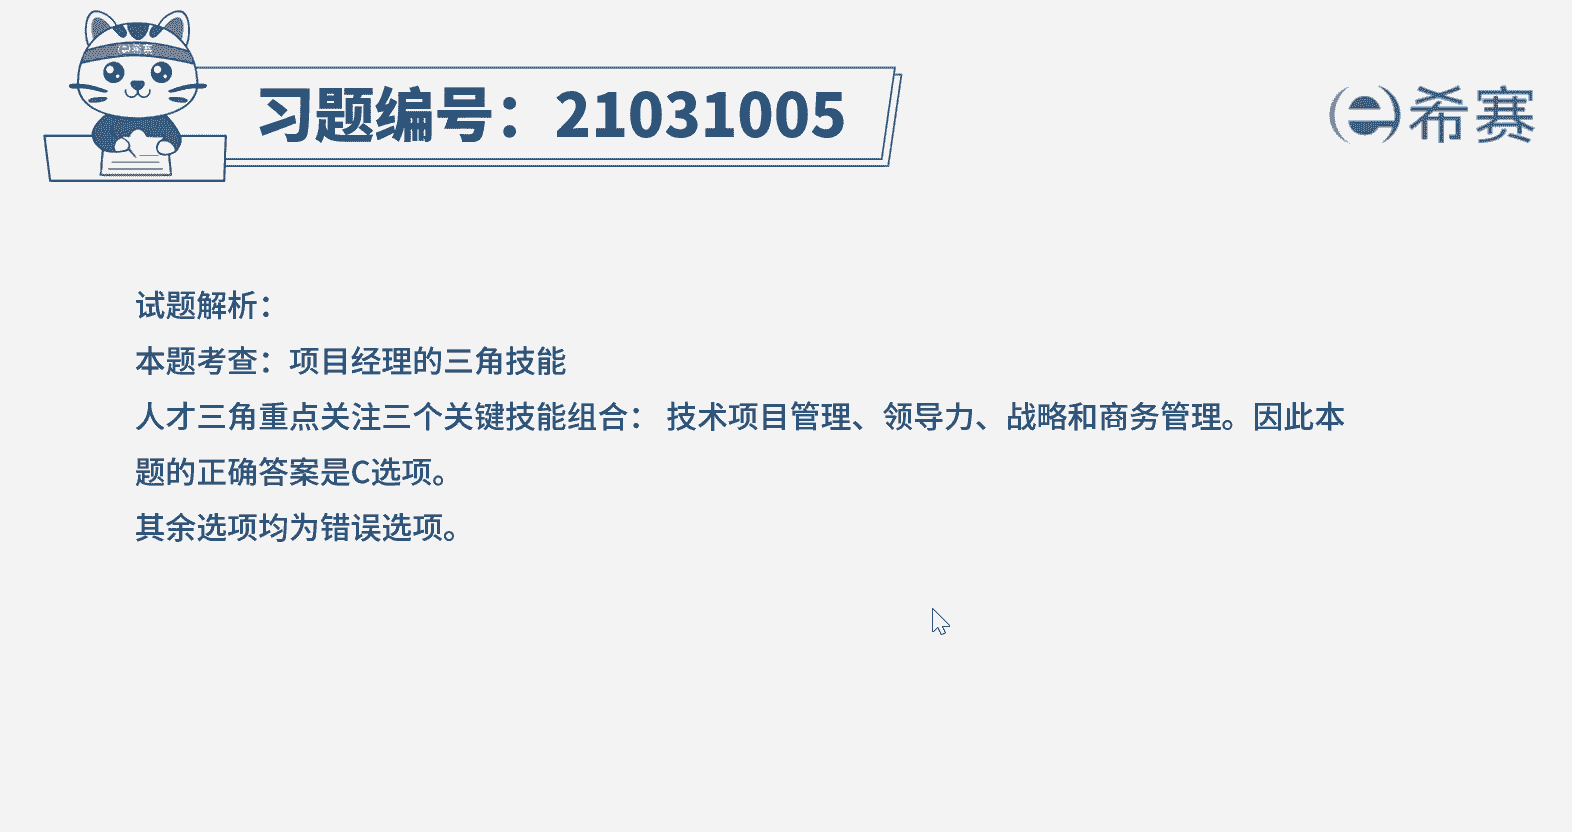 希赛
习题编号：21031005
希赛
试题解析：
本题考查：项目经理的三角技能
人才三角重点关注三个关键技能组合： 技术项目管理、领导力、战略和商务管理。因此本
题的正确答案是C选项。
其余选项均为错误选项。